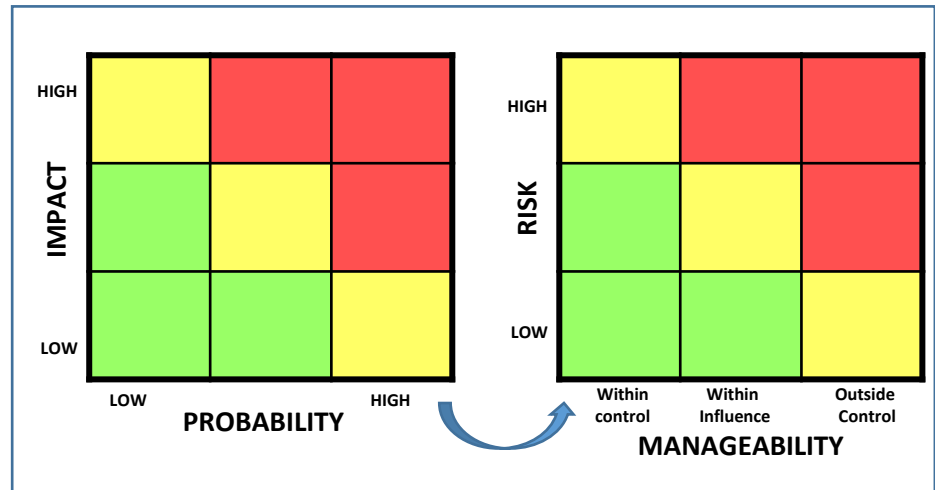 HIGH
IMPACT
LOW
LOW
HIGH
PROBABILITY
HIGH
RISK
LOW
Within
control
Within
Influence
Outside
Control
MANAGEABILITY